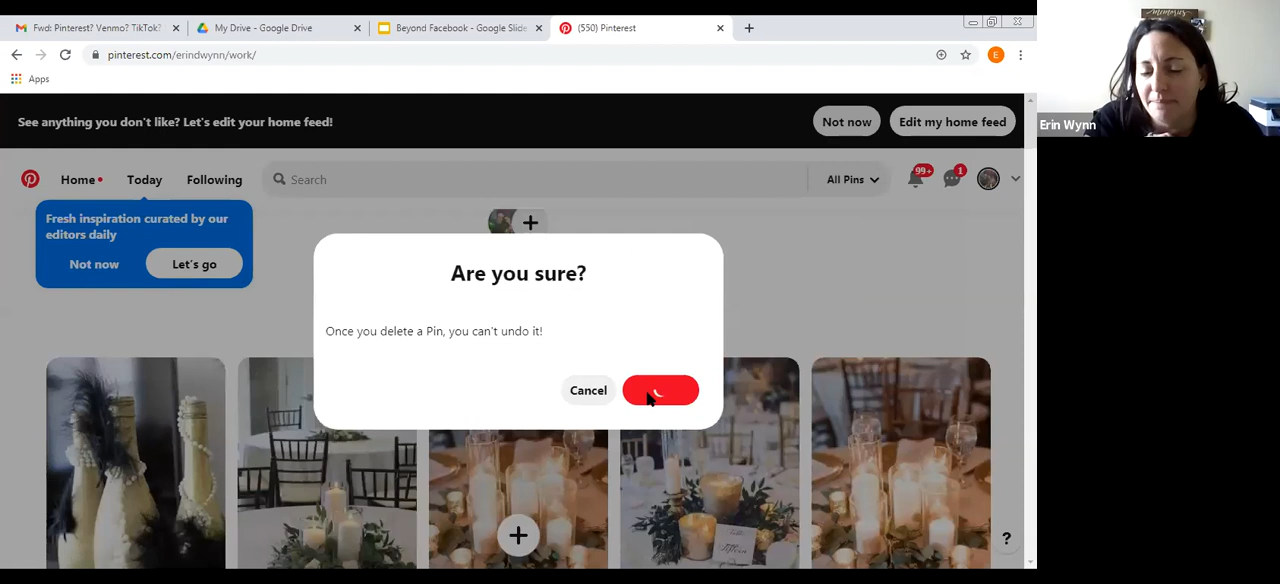 Fwd: Pinterest? Venmo? TikTok?
My Drive - Google Drive
Beyond Facebook - Google Slide
(550) Pinterest
pinterest.com/erindwynn/work/
E
Apps
See anything you don't like? Let's edit your home feed!
Not now
Edit my home feed
Home
Today
Following
Search
All Pins
99+
1
Fresh inspiration curated by our
editors daily
Not now
Let's go
Are you sure?
Once you delete a Pin, you can't undo it!
Cancel
?
memories
Erin Wynn